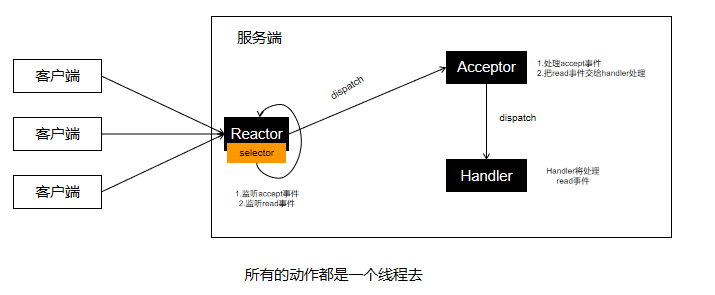 服务端
客户端
客户端
客户端
Reactor
selector
1.监听accept事件
2.监听read事件
dispatch
Acceptor
1.处理accept事件
2.把read事件交给handler处理
dispatch
Handler
Handler将处理
read事件
所有的动作都是一个线程去